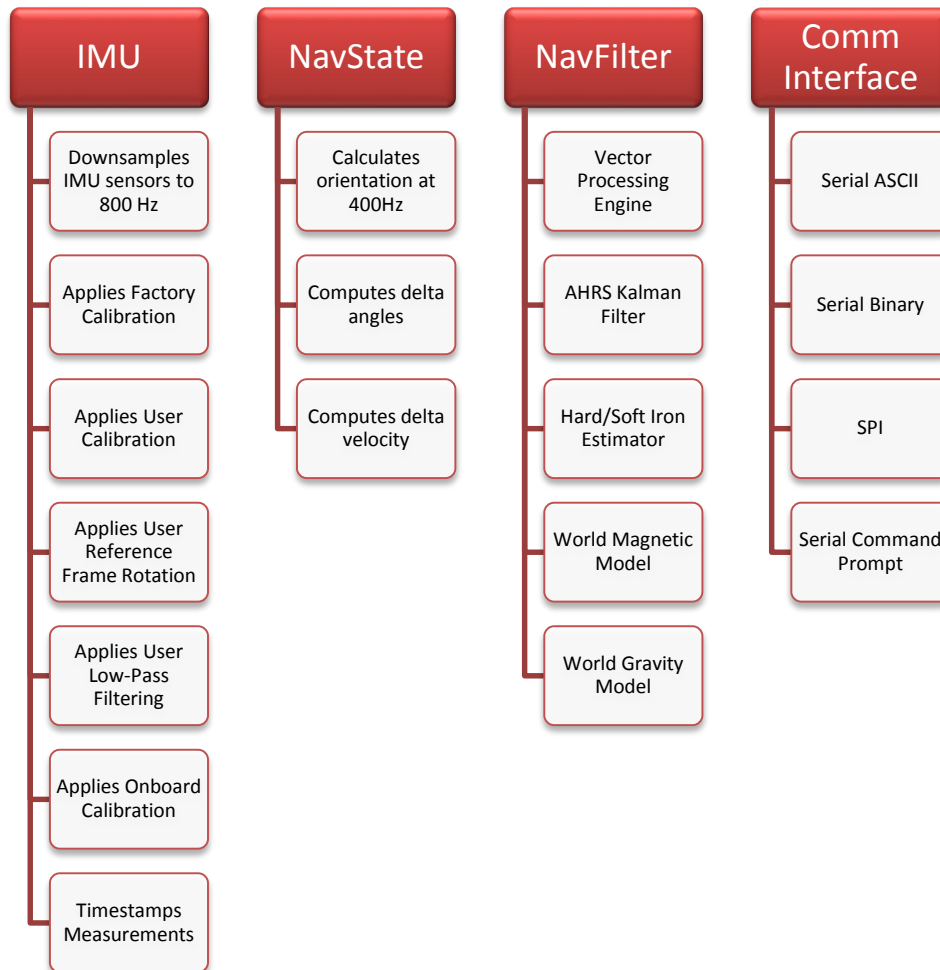 IMU
Downsamples
IMU sensors to
800 Hz
Applies Factory
Calibration
Applies User
Calibration
Applies User
Reference
Frame Rotation
Applies User
Low-Pass
Filtering
Applies Onboard
Calibration
Timestamps
Measurements
NavState
Calculates
orientation at
400Hz
Computes delta
angles
Computes delta
velocity
NavFilter
Vector
Processing
Engine
AHRS Kalman
Filter
Hard/Soft Iron
Estimator
World Magnetic
Model
World Gravity
Model
Comm
Interface
Serial ASCII
Serial Binary
SPI
Serial Command
Prompt